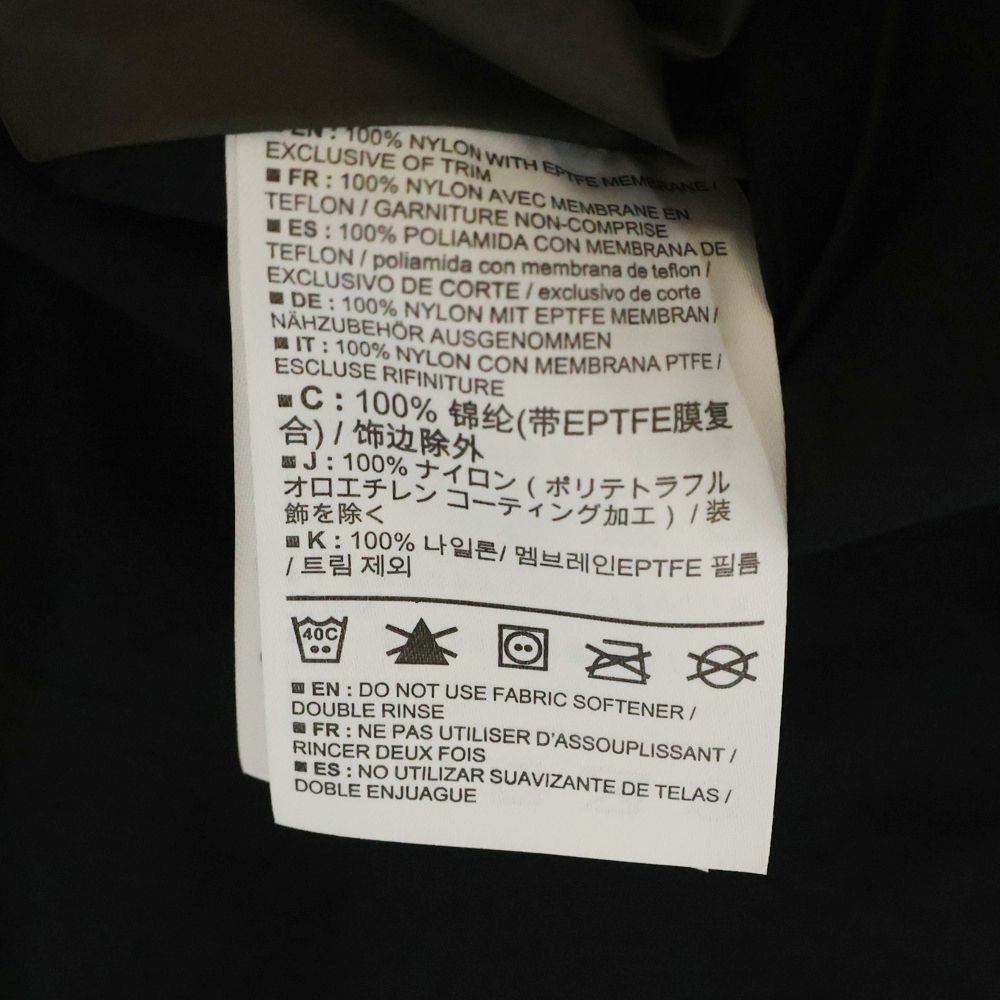 EN : 100% NYLON WITH EPTFE MEMBRANE /
EXCLUSIVE OF TRIM
FR : 100% NYLON AVEC MEMBRANE EN
TEFLON / GARNITURE NON-COMPRISE
ES : 100% POLIAMIDA CON MEMBRANA DE
TEFLON / poliamida con membrana de teflon /
EXCLUSIVO DE CORTE / exclusivo de corte
DE : 100% NYLON MIT EPTFE MEMBRAN /
NÄHZUBEHÖR AUSGENOMMEN
IT : 100% NYLON CON MEMBRANA PTFE /
ESCLUSE RIFINITURE
C : 100% 锦纶(带EPTFE膜复
合) / 饰边除外
J : 100% ナイロン ( ポリテトラフル
オロエチレン コーティング加工 ) / 装
飾を除く
K : 100% 나일론/ 멤브레인EPTFE 필름
/ 트림 제외
40C
EN : DO NOT USE FABRIC SOFTENER /
DOUBLE RINSE
FR : NE PAS UTILISER D'ASSOUPLISSANT /
RINCER DEUX FOIS
ES : NO UTILIZAR SUAVIZANTE DE TELAS /
DOBLE ENJUAGUE